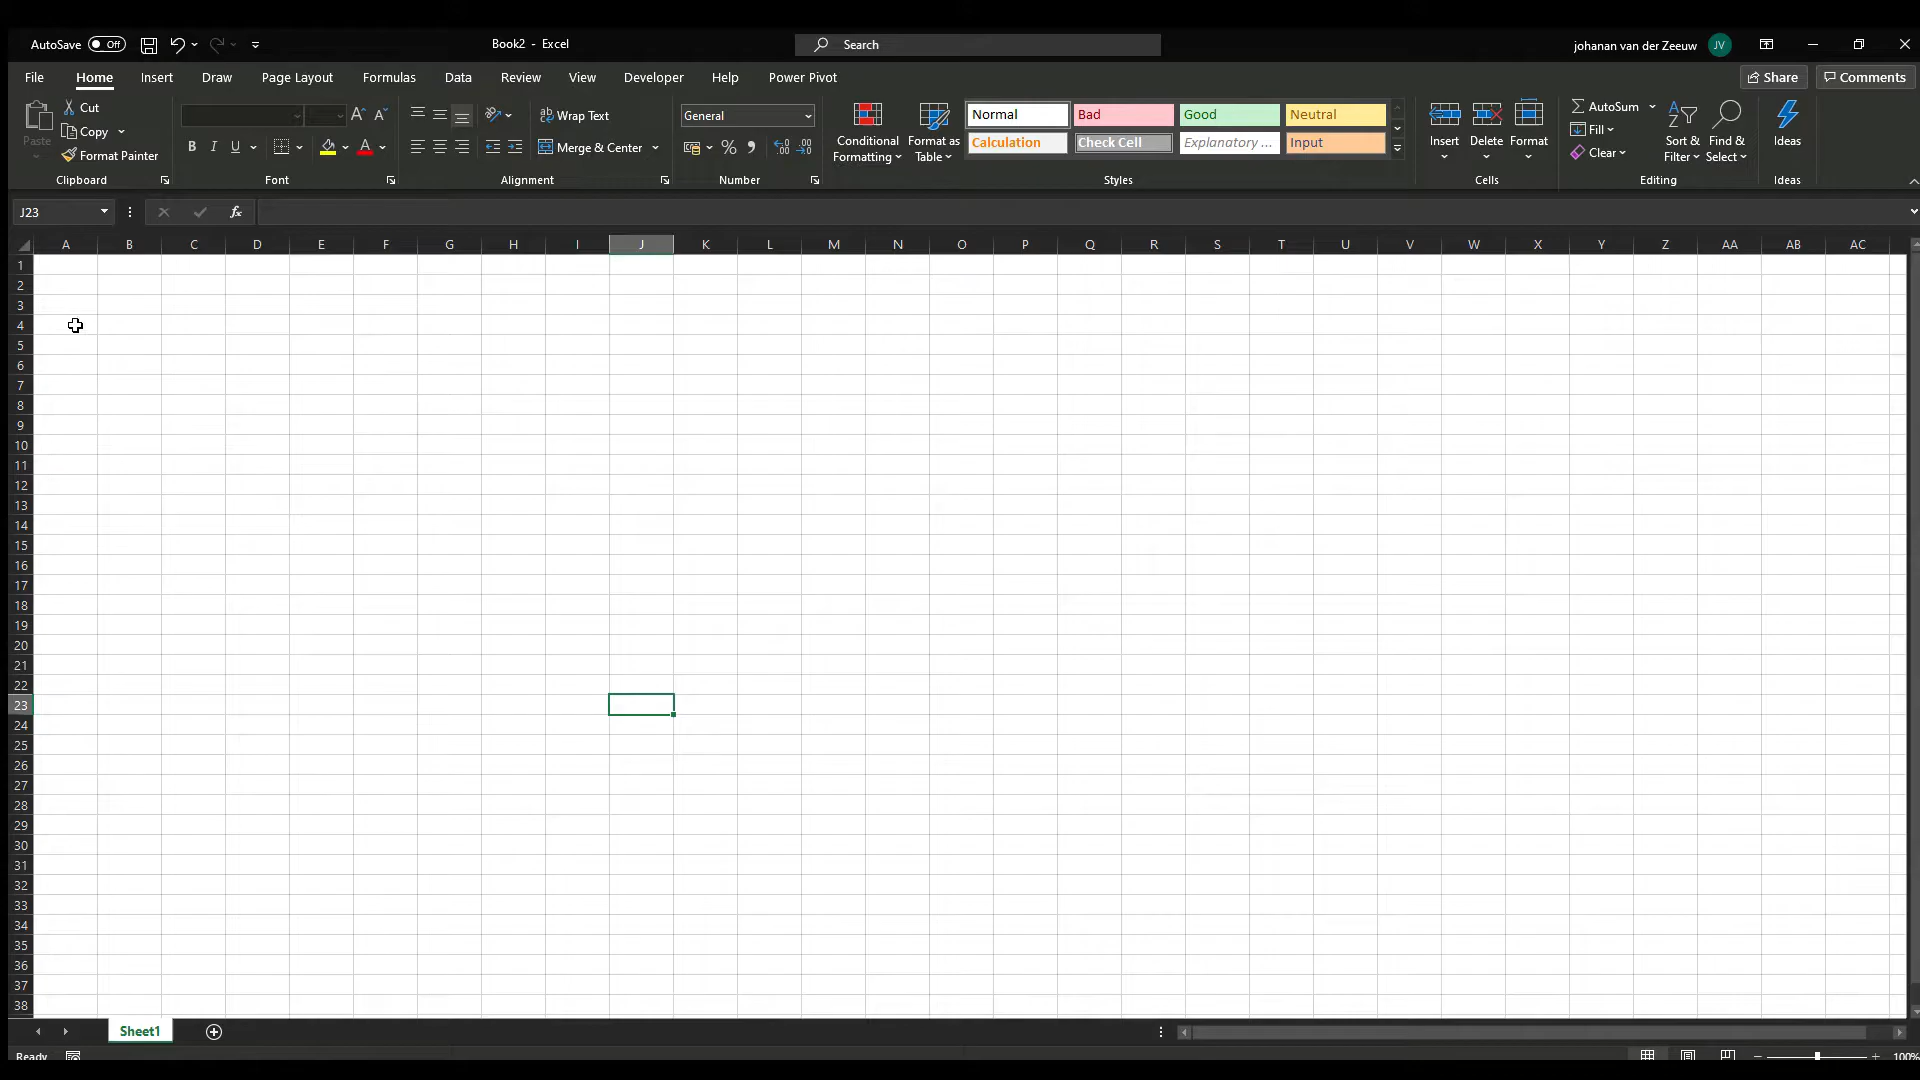 AutoSave Off Book2 - Excel Search johanan van der Zeeuw JV
File Home Insert Draw Page Layout Formulas Data Review View Developer Help Power Pivot Share Comments
Paste Cut Copy Format Painter Clipboard
B I U Font
Wrap Text Merge & Center Alignment
General % Number
Conditional Formatting Format as Table Normal Bad Good Neutral Calculation Check Cell Explanatory ... Input Styles
Insert Delete Format Cells
AutoSum Fill Clear Sort & Filter Find & Select Editing
Ideas Ideas
J23 fx
A B C D E F G H I J K L M N O P Q R S T U V W X Y Z AA AB AC
1
2
3
4
5
6
7
8
9
10
11
12
13
14
15
16
17
18
19
20
21
22
23
24
25
26
27
28
29
30
31
32
33
34
35
36
37
38
Sheet1
Ready 100%